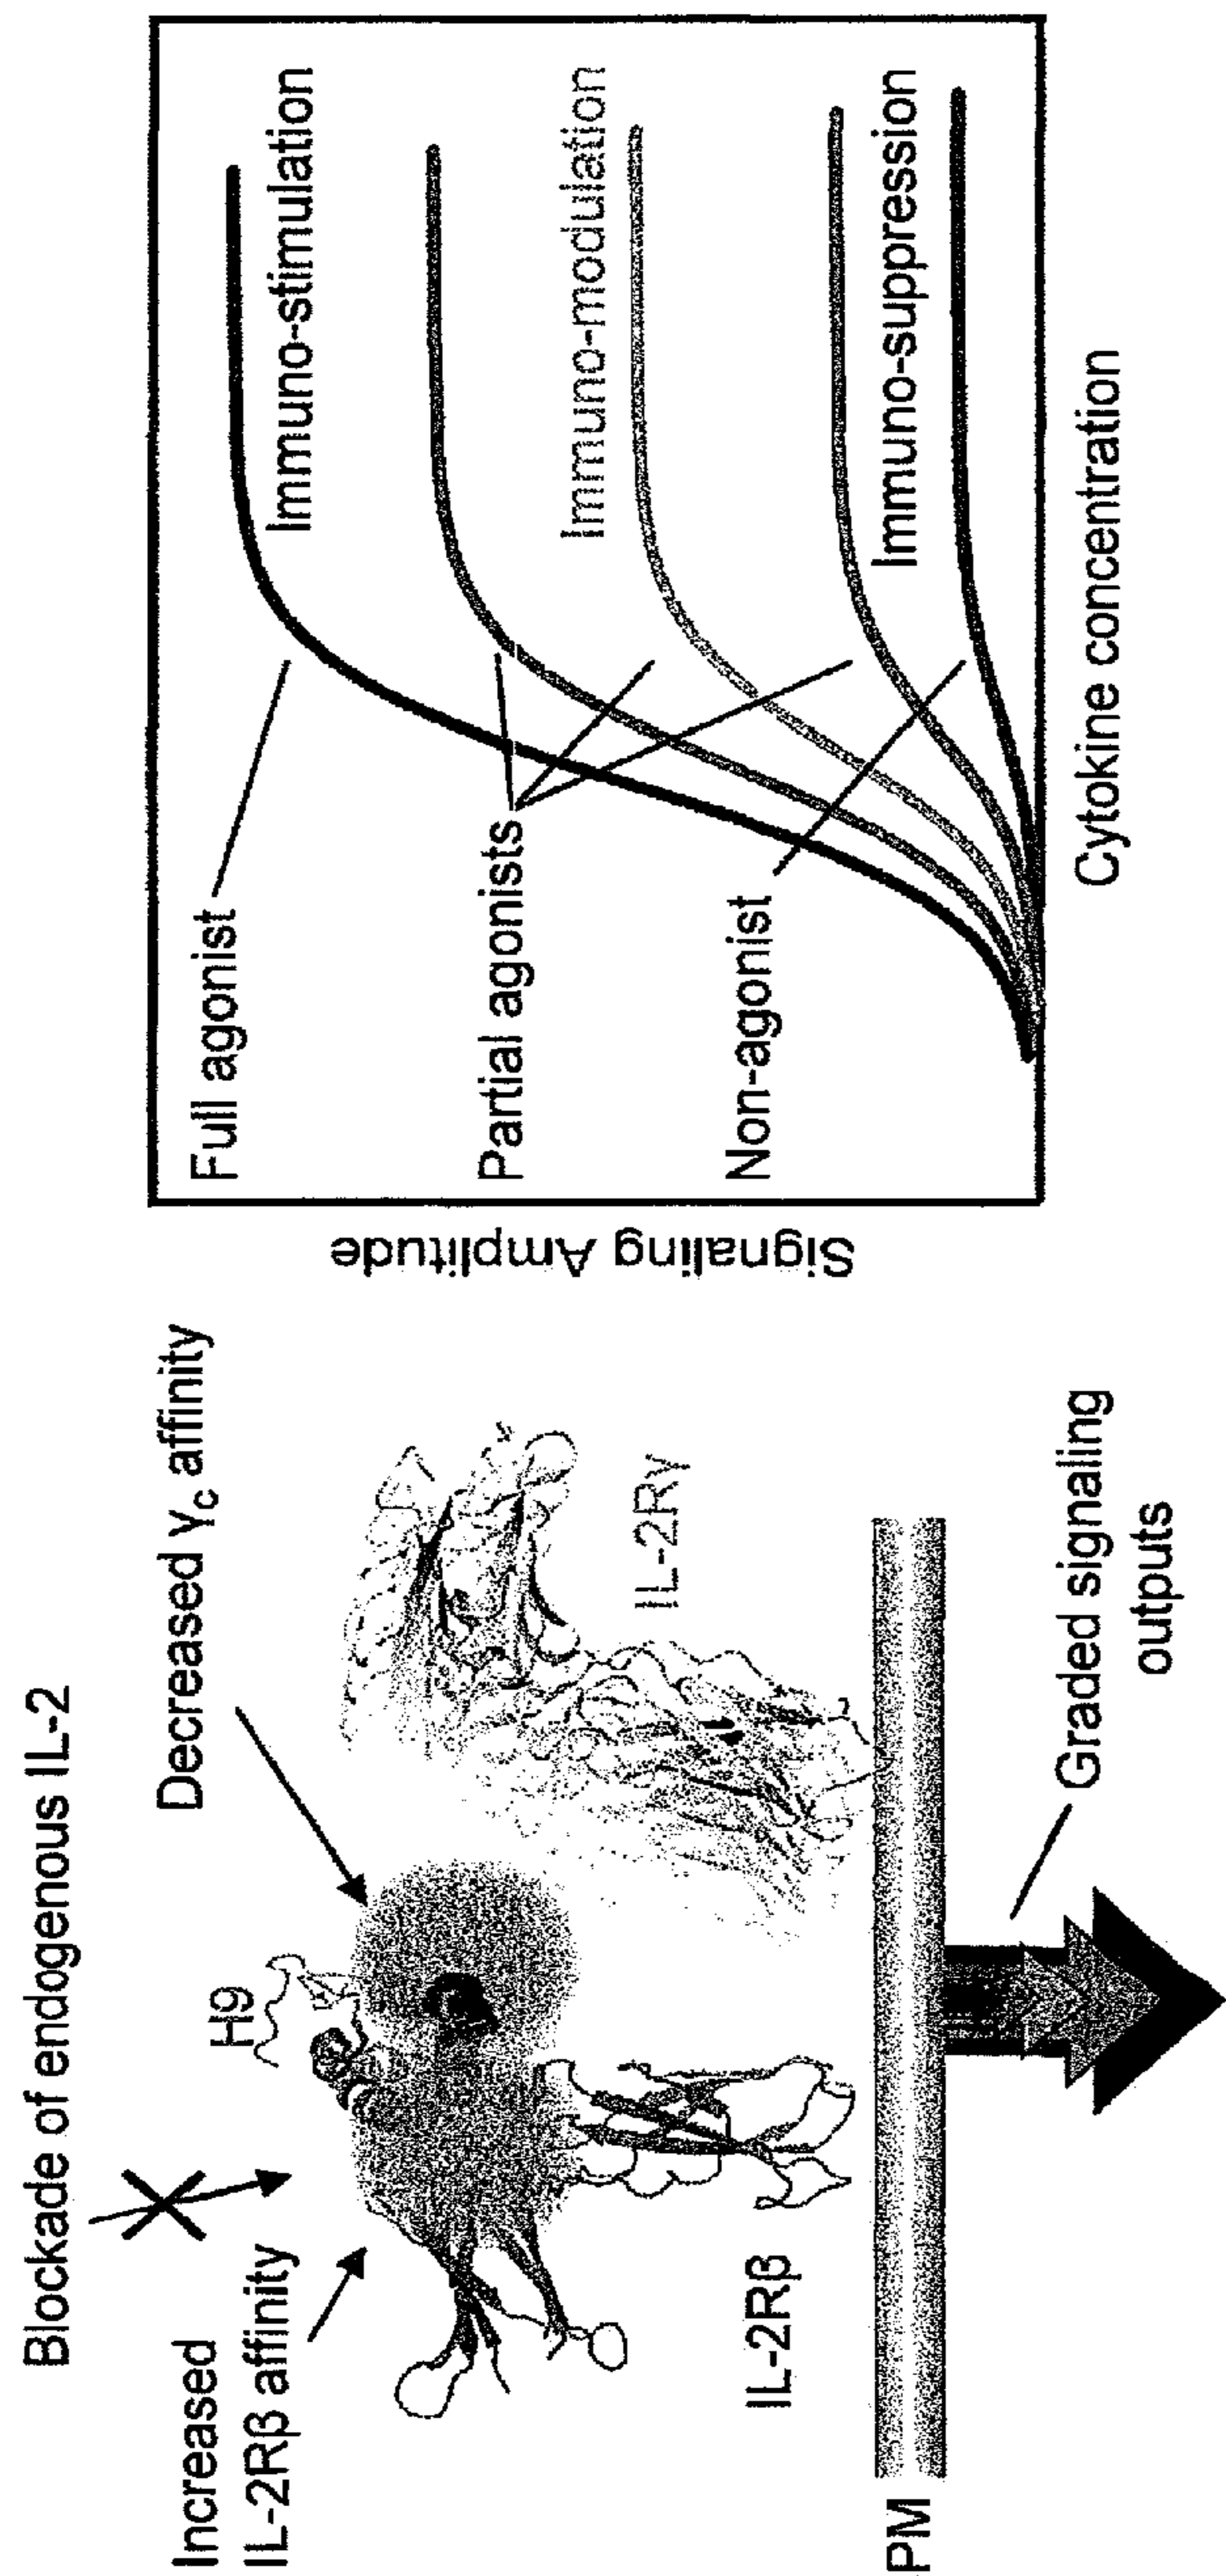 Blockade of endogenous IL-2
Increased
IL-2Rβ affinity
H9
Decreased γc affinity
IL-2Rβ
IL-2Rγ
PM
Graded signaling
outputs
Signaling Amplitude
Full agonist
Partial agonists
Non-agonist
Immuno-stimulation
Immuno-modulation
Immuno-suppression
Cytokine concentration